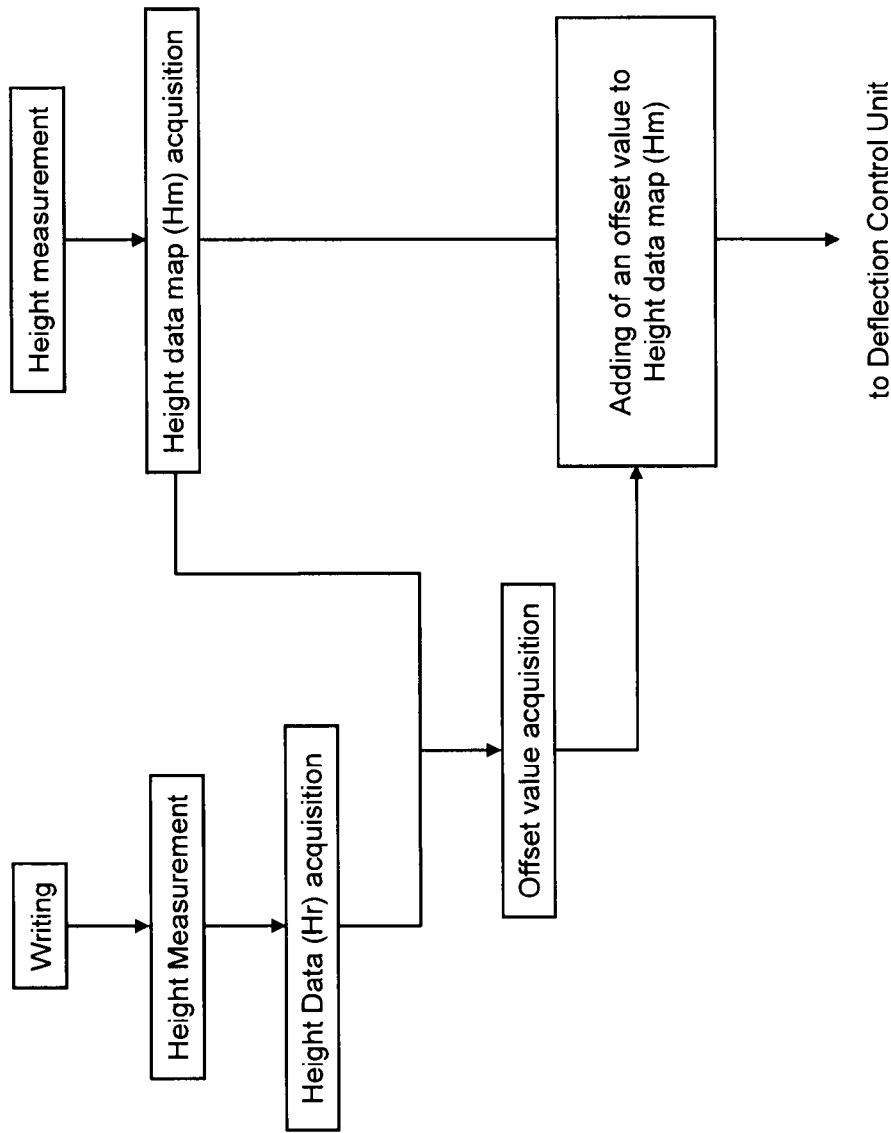 Writing
Height Measurement
Height Data (Hr) acquisition
Height measurement
Height data map (Hm) acquisition
Offset value acquisition
Adding of an offset value to
Height data map (Hm)
to Deflection Control Unit